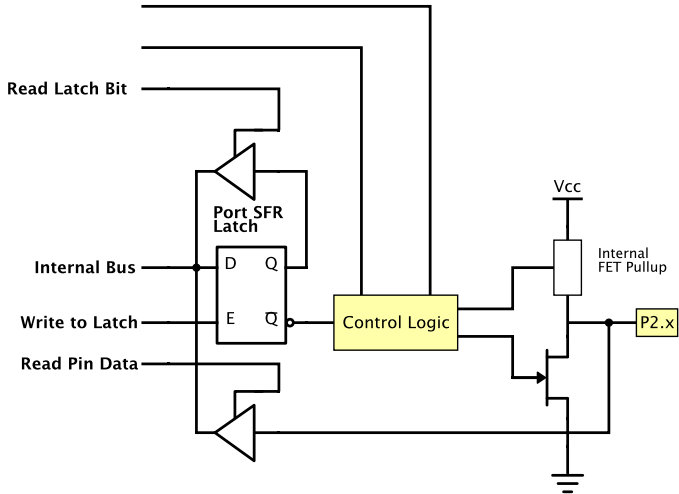 Read Latch Bit
Vcc
Port SFR
Latch
Internal
FET Pullup
Internal Bus
D
Q
Write to Latch
E
Q̅
Control Logic
P2.x
Read Pin Data